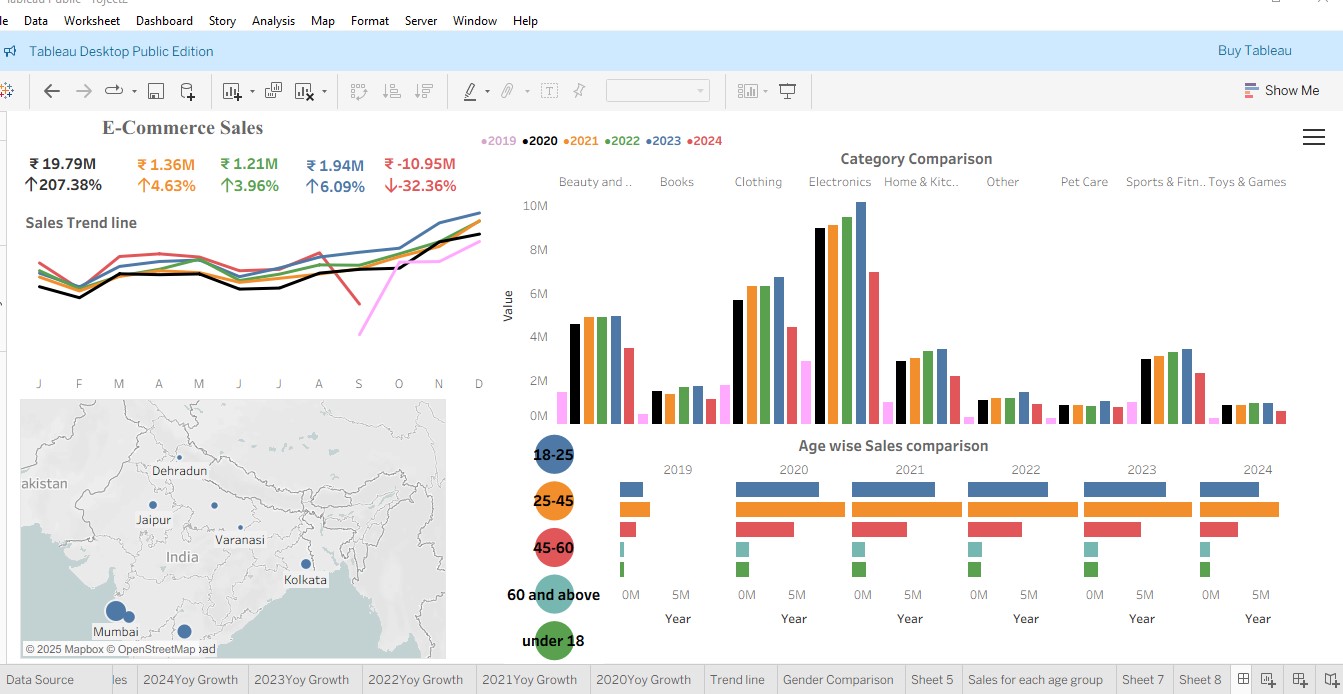 Data Worksheet Dashboard Story Analysis Map Format Server Window Help
Tableau Desktop Public Edition
Buy Tableau
Show Me
E-Commerce Sales
₹ 19.79M ₹ 1.36M ₹ 1.21M ₹ 1.94M ₹ -10.95M
↑207.38% ↑4.63% ↑3.96% ↑6.09% ↓-32.36%
•2019 •2020 •2021 •2022 •2023 •2024
Sales Trend line
J F M A M J J A S O N D
Category Comparison
Beauty and .. Books Clothing Electronics Home & Kitc.. Other Pet Care Sports & Fitn.. Toys & Games
Value
10M
8M
6M
4M
2M
0M
akistan
Dehradun
Jaipur
Varanasi
India
Kolkata
Mumbai
© 2025 Mapbox © OpenStreetMap
Age wise Sales comparison
2019 2020 2021 2022 2023 2024
18-25
25-45
45-60
60 and above
under 18
0M 5M 0M 5M 0M 5M 0M 5M 0M 5M 0M 5M
Year Year Year Year Year Year
Data Source les 2024Yoy Growth 2023Yoy Growth 2022Yoy Growth 2021Yoy Growth 2020Yoy Growth Trend line Gender Comparison Sheet 5 Sales for each age group Sheet 7 Sheet 8